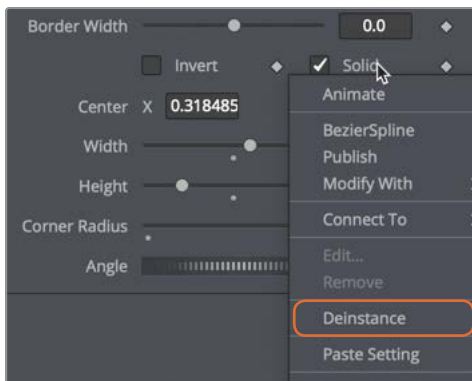 Border Width 0.0
Invert Solid
Center X 0.318485
Width
Height
Corner Radius
Angle
Animate
BezierSpline
Publish
Modify With
Connect To
Edit...
Remove
Deinstance
Paste Setting